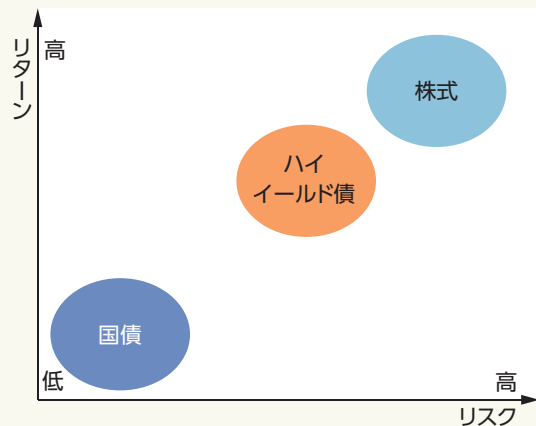 リターン
高
株式
ハイ
イールド債
国債
低
高
リスク